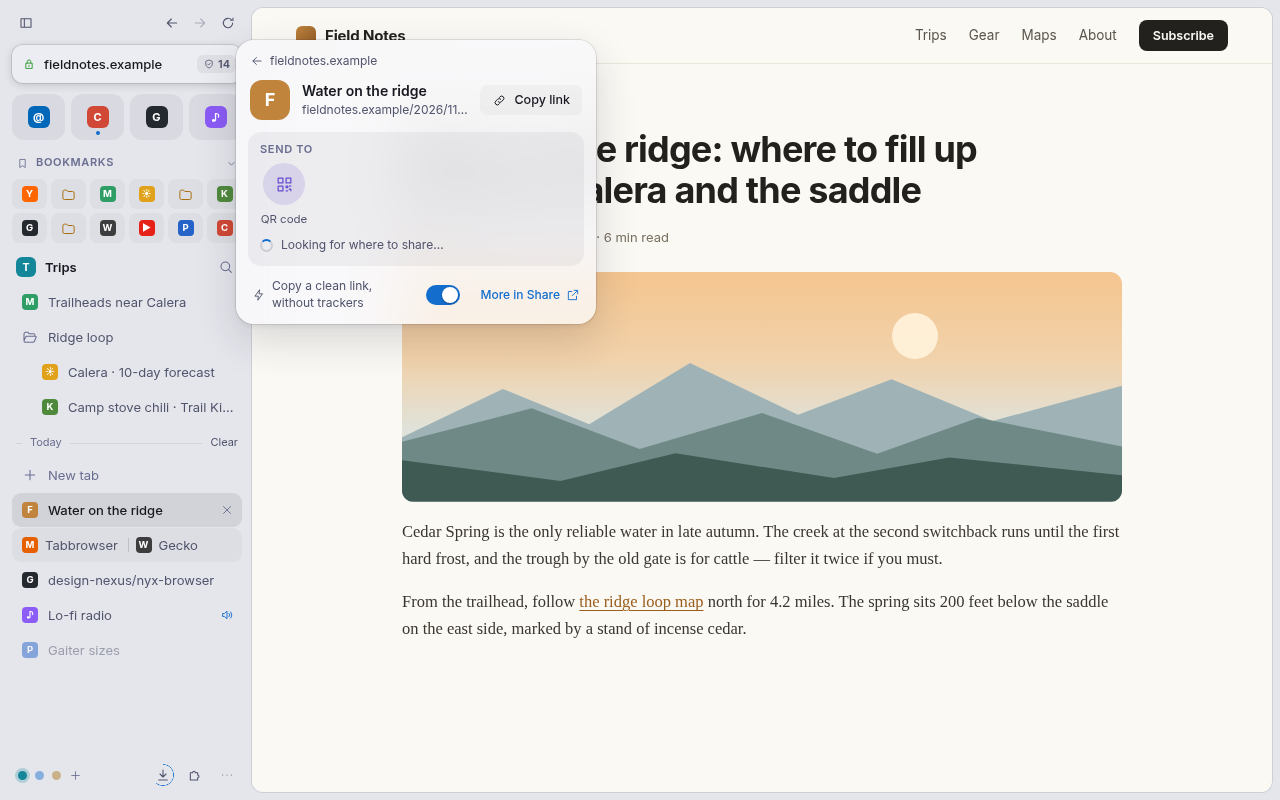 fieldnotes.example
14
@
C
G
BOOKMARKS
Y
M
K
G
W
P
C
T Trips
M Trailheads near Calera
Ridge loop
Calera · 10-day forecast
K Camp stove chili · Trail Ki...
Today
Clear
New tab
F Water on the ridge
M Tabbrowser
W Gecko
G design-nexus/nyx-browser
Lo-fi radio
P Gaiter sizes
fieldnotes.example
F
Water on the ridge
fieldnotes.example/2026/11...
Copy link
SEND TO
QR code
Looking for where to share...
Copy a clean link,
without trackers
More in Share
Field Notes
Trips
Gear
Maps
About
Subscribe
e ridge: where to fill up
alera and the saddle
· 6 min read
Cedar Spring is the only reliable water in late autumn. The creek at the second switchback runs until the first
hard frost, and the trough by the old gate is for cattle — filter it twice if you must.
From the trailhead, follow the ridge loop map north for 4.2 miles. The spring sits 200 feet below the saddle
on the east side, marked by a stand of incense cedar.